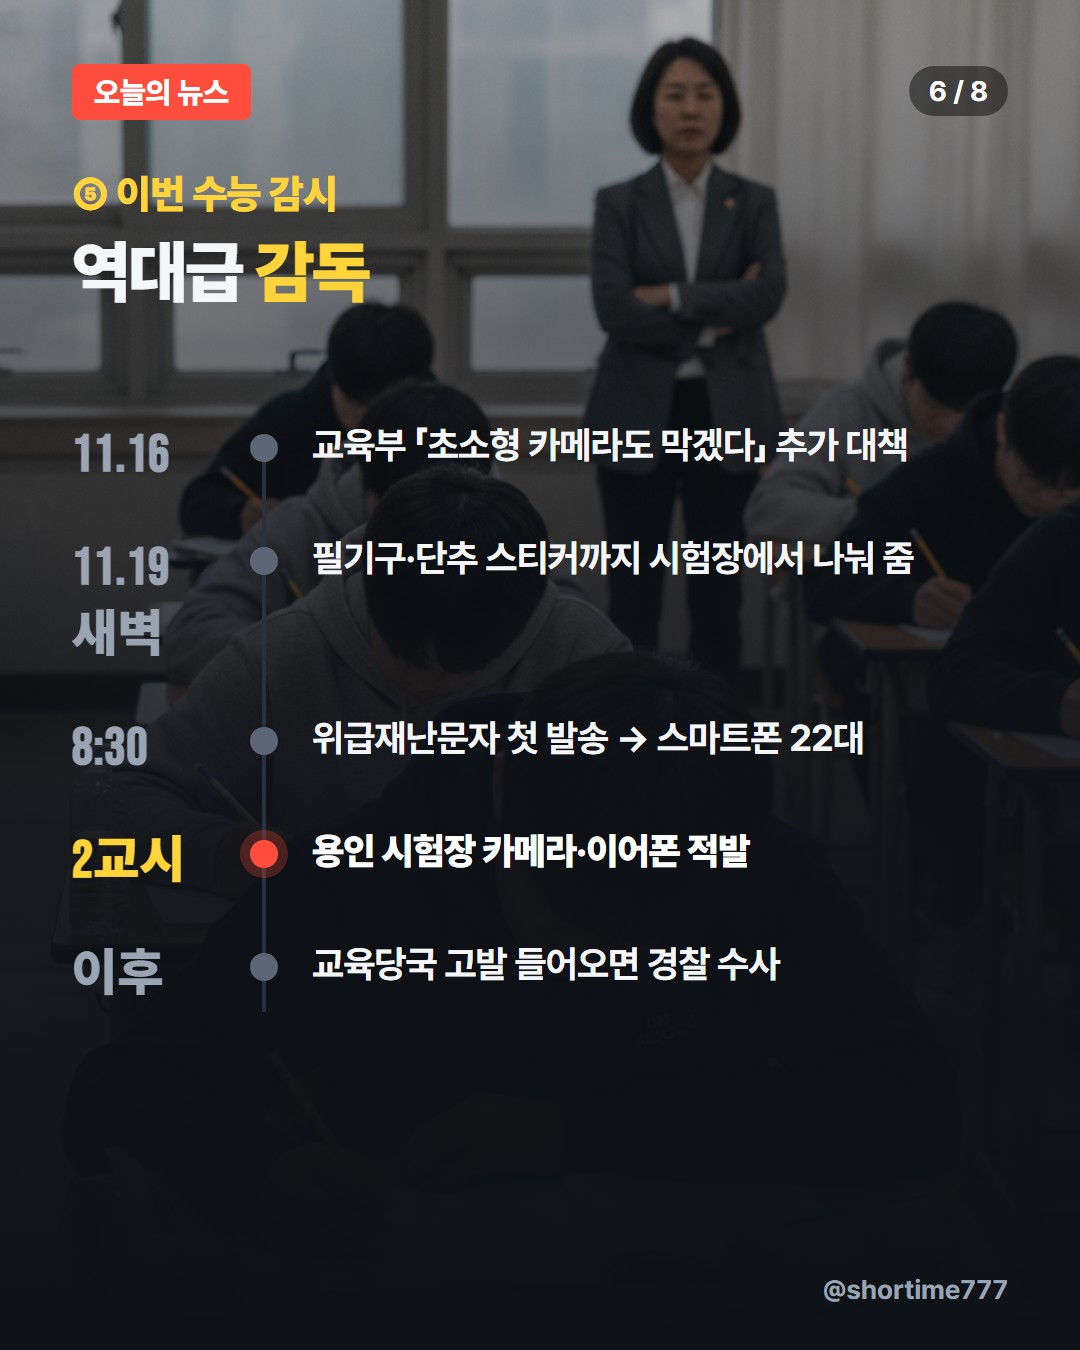 오늘의 뉴스
6 / 8
⑤ 이번 수능 감시
역대급 감독
11.16
교육부 「초소형 카메라도 막겠다」 추가 대책
11.19
새벽
필기구·단추 스티커까지 시험장에서 나눠 줌
8:30
위급재난문자 첫 발송 → 스마트폰 22대
2교시
용인 시험장 카메라·이어폰 적발
이후
교육당국 고발 들어오면 경찰 수사
@shortime777